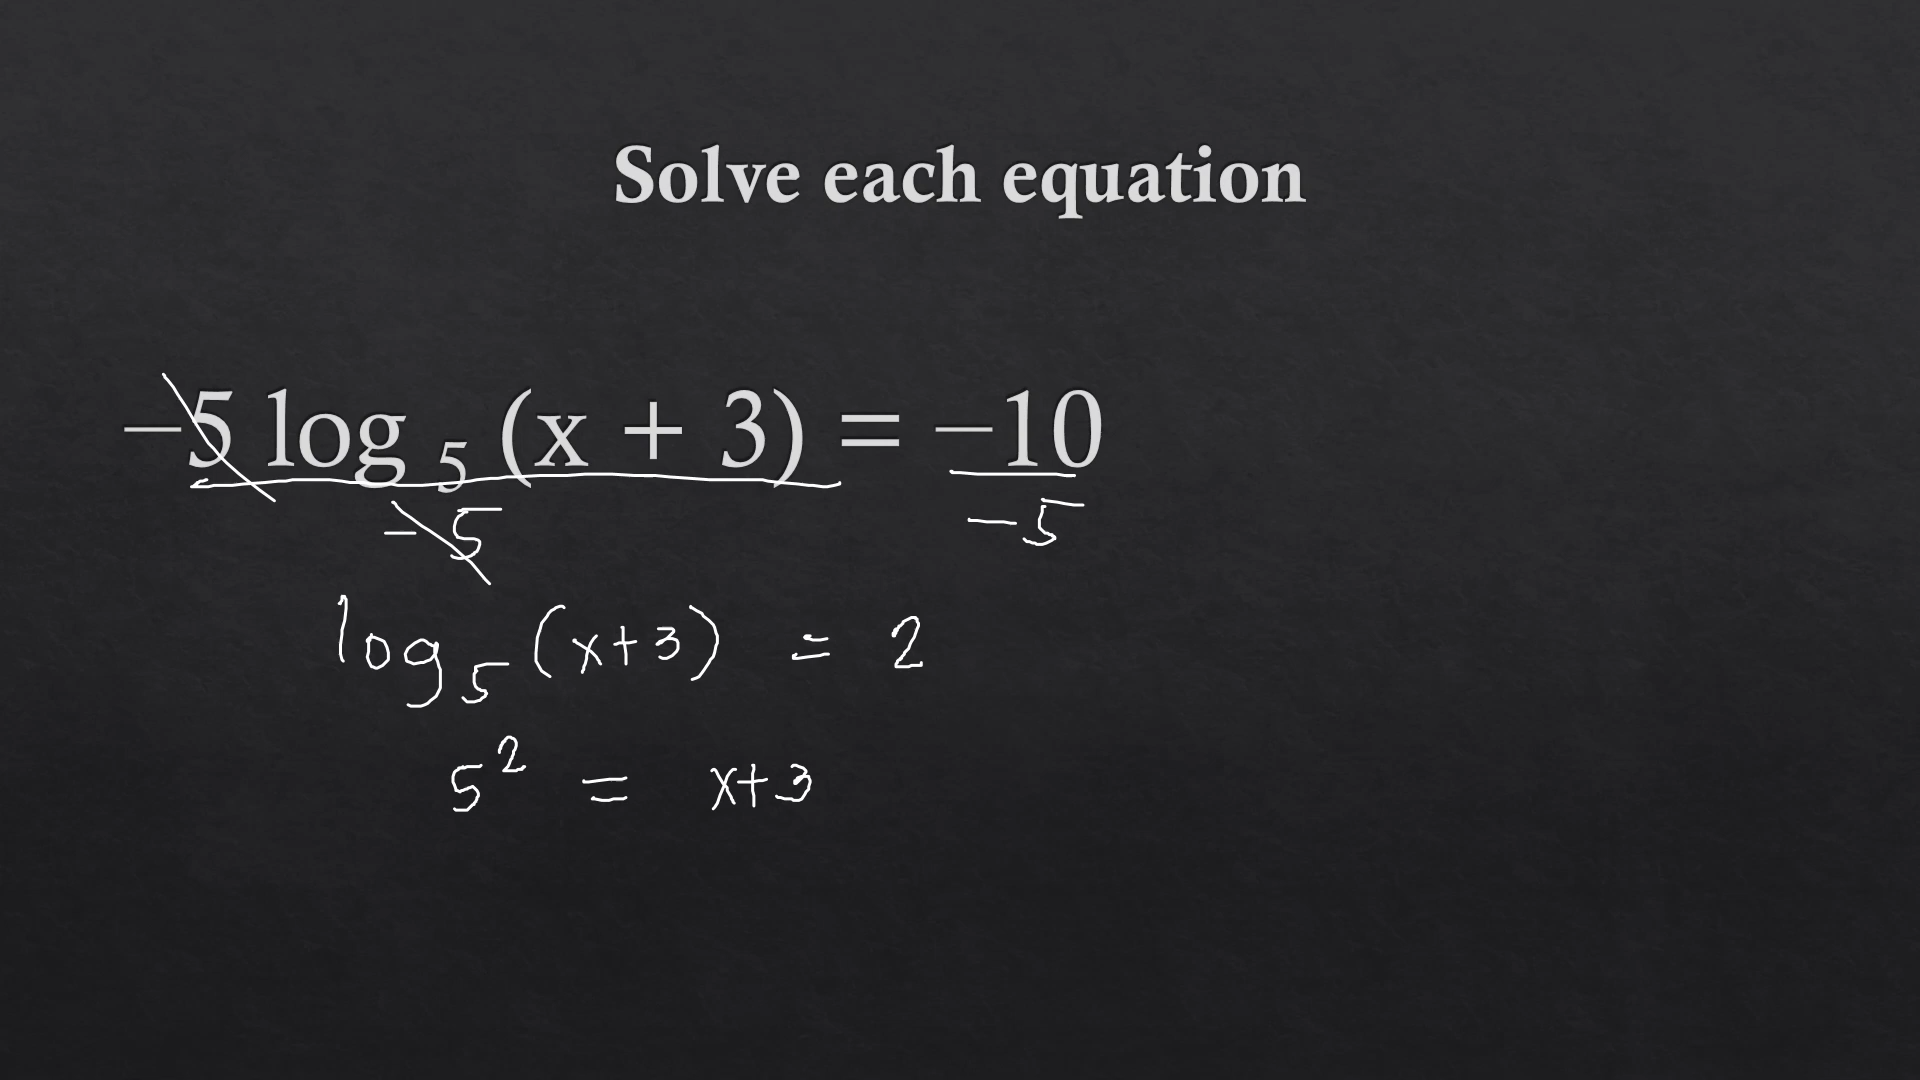 Solve each equation
−5 log ₅ (x + 3) = −10
−5 −5
log₅ (x+3) = 2
5² = x+3